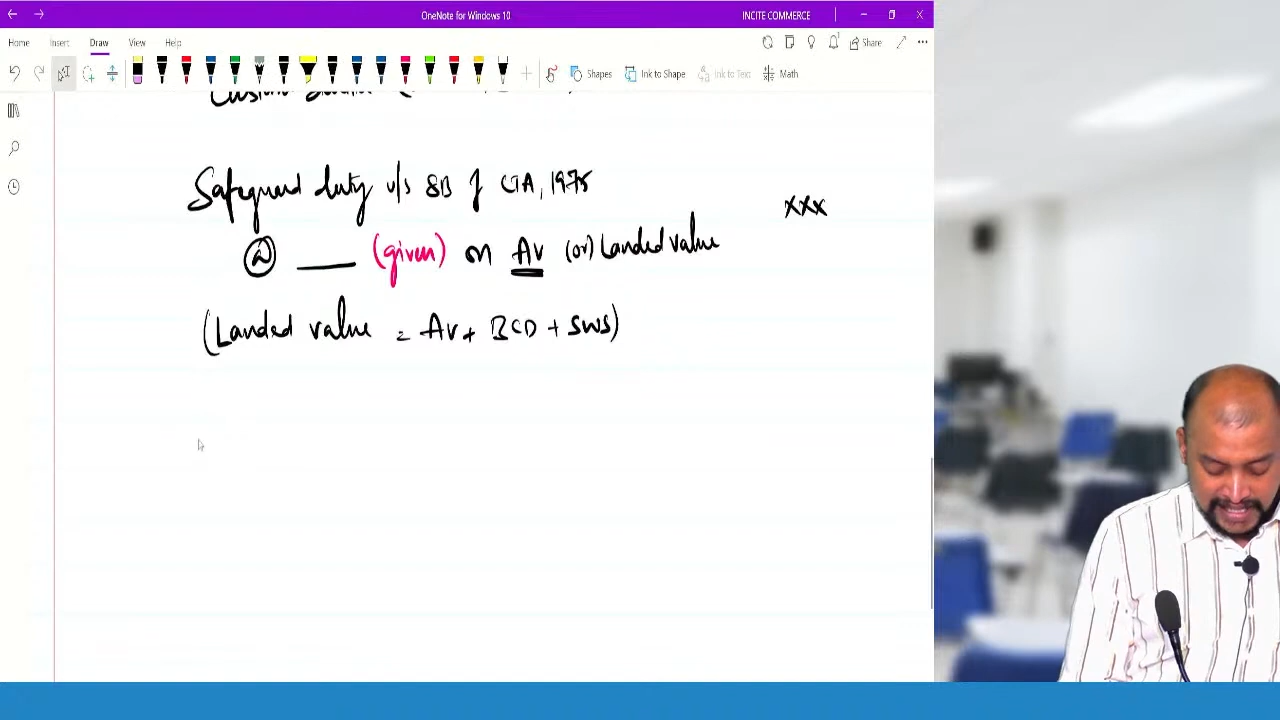 OneNote for Windows 10
INCITE COMMERCE
Home Insert Draw View Help
Share
Shapes Ink to Shape Ink to Text Math
Safeguard duty u/s 8B of CTA, 1975
xxx
@ ____ (given) on AV (or) Landed value
(Landed value = AV + BCD + SWS)